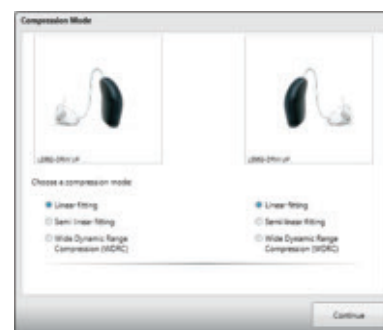 Compression Mode
Choose a compression mode:
Linear fitting
Semi linear fitting
Wide Dynamic Range
Compression (WDRC)
Linear fitting
Semi linear fitting
Wide Dynamic Range
Compression (WDRC)
Continue